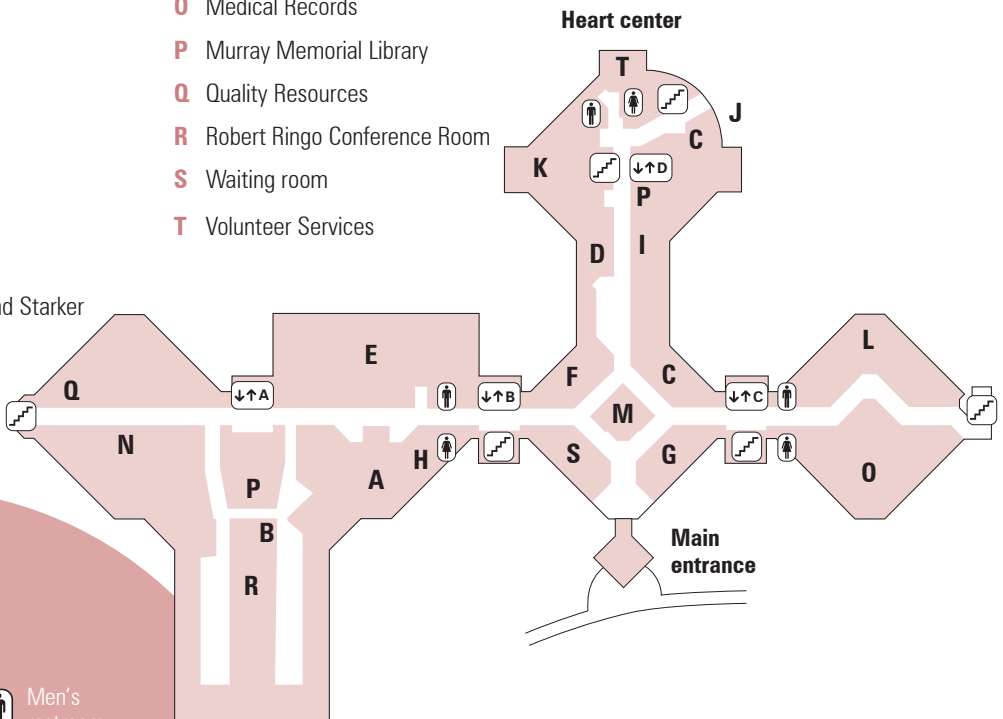 O Medical Records
P Murray Memorial Library
Q Quality Resources
R Robert Ringo Conference Room
S Waiting room
T Volunteer Services
Starker
Heart center
T
J
C
K
D
P
I
D
E
L
Q
A
B
F
C
C
M
N
H
A
S
G
O
P
B
R
Main
entrance
Men's